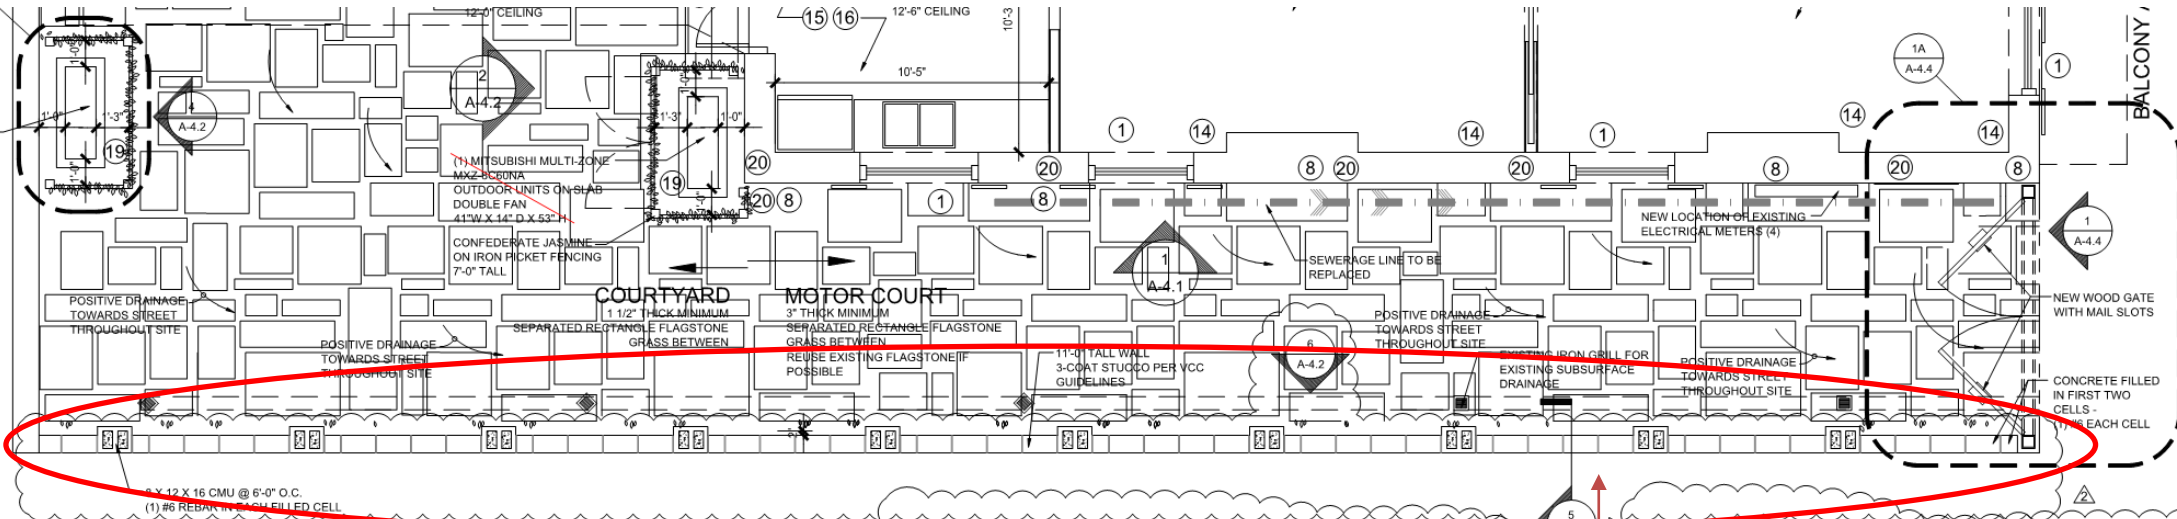 12'-0" CEILING
15 16
12'-6" CEILING
10'-3
10'-5"
1'-0"
1'-0"
1'-3"
1'-0"
19
4
A-4.2
2
A-4.2
(1) MITSUBISHI MULTI-ZONE
MXZ-8C60NA
OUTDOOR UNITS ON SLAB
DOUBLE FAN
41"W X 14" D X 53" H
CONFEDERATE JASMINE
ON IRON PICKET FENCING
7'-0" TALL
1'-0"
1'-3"
1'-0"
1'-0"
19
20
20 8
1
14
20
8
1
8
20
14
20
1
8
14
20
14
8
1
1A
A-4.4
BALCONY
1
A-4.4
NEW LOCATION OF EXISTING
ELECTRICAL METERS (4)
SEWERAGE LINE TO BE
REPLACED
1
A-4.1
COURTYARD
1 1/2" THICK MINIMUM
SEPARATED RECTANGLE FLAGSTONE
GRASS BETWEEN
MOTOR COURT
3" THICK MINIMUM
SEPARATED RECTANGLE FLAGSTONE
GRASS BETWEEN
REUSE EXISTING FLAGSTONE IF
POSSIBLE
POSITIVE DRAINAGE
TOWARDS STREET
THROUGHOUT SITE
POSITIVE DRAINAGE
TOWARDS STREET
THROUGHOUT SITE
11'-0" TALL WALL
3-COAT STUCCO PER VCC
GUIDELINES
6
A-4.2
POSITIVE DRAINAGE
TOWARDS STREET
THROUGHOUT SITE
EXISTING IRON GRILL FOR
EXISTING SUBSURFACE
DRAINAGE
POSITIVE DRAINAGE
TOWARDS STREET
THROUGHOUT SITE
NEW WOOD GATE
WITH MAIL SLOTS
CONCRETE FILLED
IN FIRST TWO
CELLS -
(1) #6 EACH CELL
8 X 12 X 16 CMU @ 6'-0" O.C.
(1) #6 REBAR IN EACH FILLED CELL
5
2